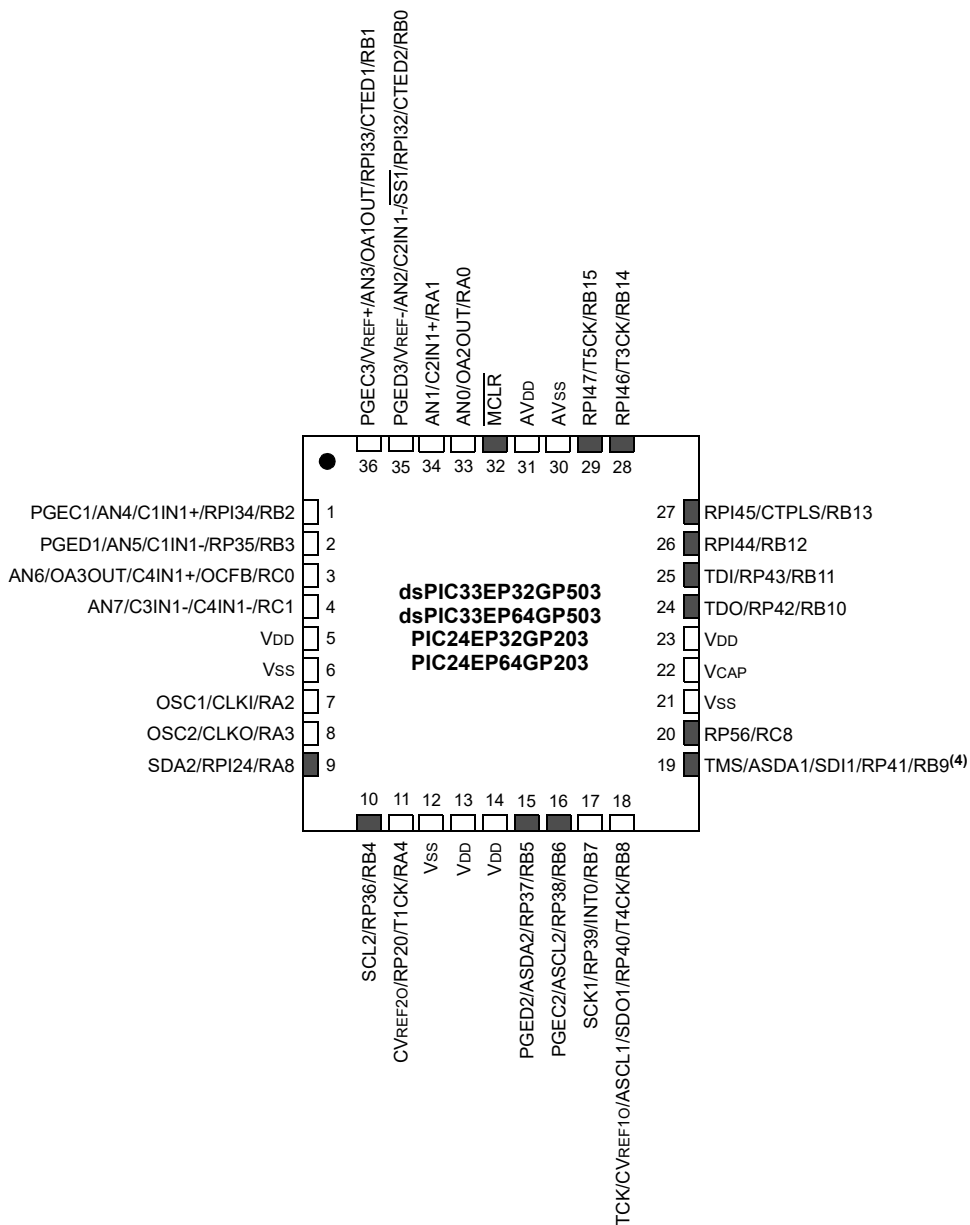 PGEC3/VREF+/AN3/OA1OUT/RPI33/CTED1/RB1
PGED3/VREF-/AN2/C2IN1-/SS1/RPI32/CTED2/RB0
AN1/C2IN1+/RA1
AN0/OA2OUT/RA0
MCLR
AVDD
AVSS
RPI47/T5CK/RB15
RPI46/T3CK/RB14
36 35 34 33 32 31 30 29 28
PGEC1/AN4/C1IN1+/RPI34/RB2 1
PGED1/AN5/C1IN1-/RP35/RB3 2
AN6/OA3OUT/C4IN1+/OCFB/RC0 3
AN7/C3IN1-/C4IN1-/RC1 4
VDD 5
VSS 6
OSC1/CLKI/RA2 7
OSC2/CLKO/RA3 8
SDA2/RPI24/RA8 9
dsPIC33EP32GP503
dsPIC33EP64GP503
PIC24EP32GP203
PIC24EP64GP203
27 RPI45/CTPLS/RB13
26 RPI44/RB12
25 TDI/RP43/RB11
24 TDO/RP42/RB10
23 VDD
22 VCAP
21 VSS
20 RP56/RC8
19 TMS/ASDA1/SDI1/RP41/RB9(4)
10 11 12 13 14 15 16 17 18
SCL2/RP36/RB4
CVREF2O/RP20/T1CK/RA4
VSS
VDD
VDD
PGED2/ASDA2/RP37/RB5
PGEC2/ASCL2/RP38/RB6
SCK1/RP39/INT0/RB7
TCK/CVREF1O/ASCL1/SDO1/RP40/T4CK/RB8